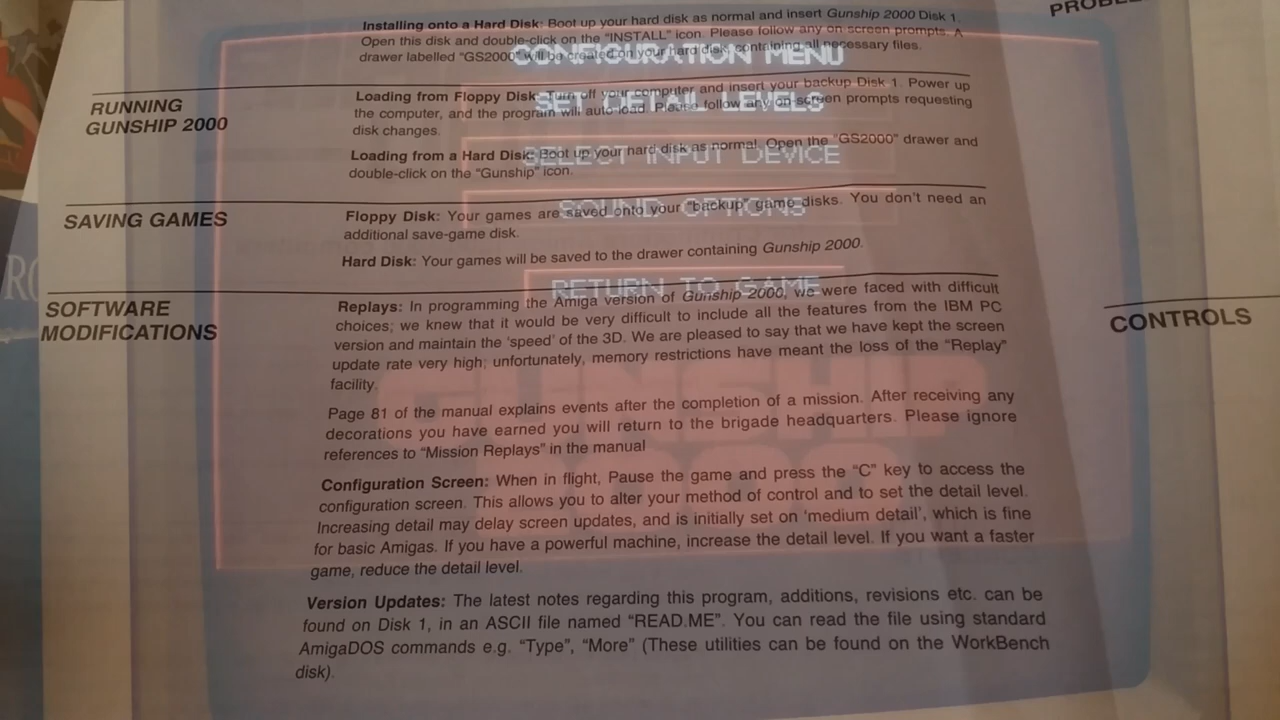 PROBL
Installing onto a Hard Disk: Boot up your hard disk as normal and insert Gunship 2000 Disk 1.
Open this disk and double-click on the "INSTALL" icon. Please follow any on-screen prompts. A
drawer labelled "GS2000" will be created on your hard disk, containing all necessary files.
CONFIGURATION MENU
RUNNING
GUNSHIP 2000
Loading from Floppy Disk: Turn off your computer and insert your backup Disk 1. Power up
the computer, and the program will auto-load. Please follow any on-screen prompts requesting
disk changes.
SET DETAIL LEVELS
Loading from a Hard Disk: Boot up your hard disk as normal. Open the "GS2000" drawer and
double-click on the "Gunship" icon.
SELECT INPUT DEVICE
SAVING GAMES
Floppy Disk: Your games are saved onto your "backup" game disks. You don't need an
additional save-game disk.
SOUND OPTIONS
Hard Disk: Your games will be saved to the drawer containing Gunship 2000.
RETURN TO GAME
SOFTWARE
MODIFICATIONS
Replays: In programming the Amiga version of Gunship 2000, we were faced with difficult
choices; we knew that it would be very difficult to include all the features from the IBM PC
version and maintain the 'speed' of the 3D. We are pleased to say that we have kept the screen
update rate very high; unfortunately, memory restrictions have meant the loss of the "Replay"
facility.
Page 81 of the manual explains events after the completion of a mission. After receiving any
decorations you have earned you will return to the brigade headquarters. Please ignore
references to "Mission Replays" in the manual
Configuration Screen: When in flight, Pause the game and press the "C" key to access the
configuration screen. This allows you to alter your method of control and to set the detail level.
Increasing detail may delay screen updates, and is initially set on 'medium detail', which is fine
for basic Amigas. If you have a powerful machine, increase the detail level. If you want a faster
game, reduce the detail level.
Version Updates: The latest notes regarding this program, additions, revisions etc. can be
found on Disk 1, in an ASCII file named "READ.ME". You can read the file using standard
AmigaDOS commands e.g. "Type", "More" (These utilities can be found on the WorkBench
disk).
CONTROLS
GUNSHIP
2000